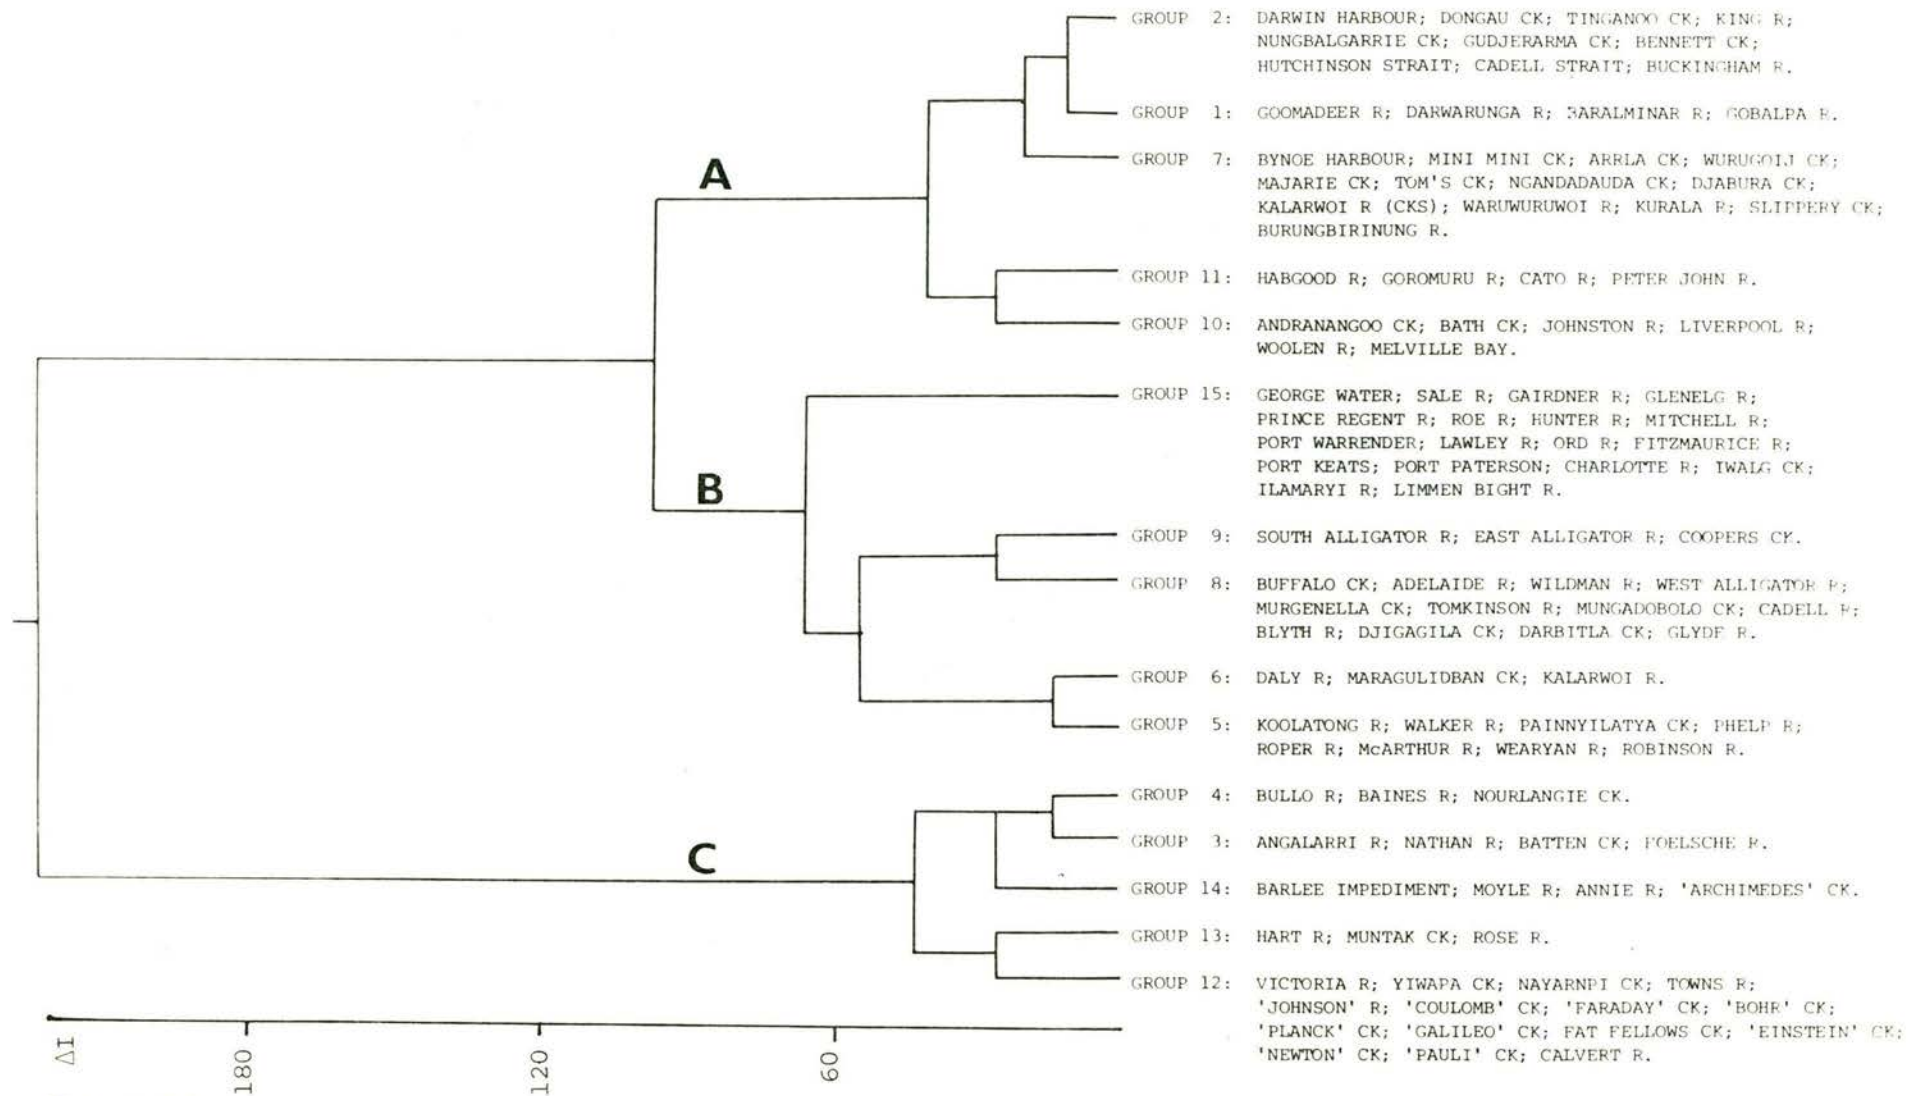 GROUP 2: DARWIN HARBOUR; DONGAU CK; TINGANOO CK; KING R;
NUNGBALGARRIE CK; GUDJERARMA CK; BENNETT CK;
HUTCHINSON STRAIT; CADELL STRAIT; BUCKINGHAM R.
GROUP 1: GOOMADEER R; DARWARUNGA R; BARALMINAR R; GOBALPA R.
A
GROUP 7: BYNOE HARBOUR; MINI MINI CK; ARRLA CK; WURUGOIJ CK;
MAJARIE CK; TOM'S CK; NGANDADAUDA CK; DJABURA CK;
KALARWOI R (CKS); WARUWURUWOI R; KURALA R; SLIPPERY CK;
BURUNGBIRINUNG R.
GROUP 11: HABGOOD R; GOROMURU R; CATO R; PETER JOHN R.
GROUP 10: ANDRANANGOO CK; BATH CK; JOHNSTON R; LIVERPOOL R;
WOOLEN R; MELVILLE BAY.
GROUP 15: GEORGE WATER; SALE R; GAIRDNER R; GLENELG R;
PRINCE REGENT R; ROE R; HUNTER R; MITCHELL R;
PORT WARRENDER; LAWLEY R; ORD R; FITZMAURICE R;
PORT KEATS; PORT PATERSON; CHARLOTTE R; IWALG CK;
ILAMARYI R; LIMMEN BIGHT R.
B
GROUP 9: SOUTH ALLIGATOR R; EAST ALLIGATOR R; COOPERS CK.
GROUP 8: BUFFALO CK; ADELAIDE R; WILDMAN R; WEST ALLIGATOR R;
MURGENELLA CK; TOMKINSON R; MUNGADOBOLO CK; CADELL R;
BLYTH R; DJIGAGILA CK; DARBITLA CK; GLYDE R.
GROUP 6: DALY R; MARAGULIDBAN CK; KALARWOI R.
GROUP 5: KOOLATONG R; WALKER R; PAINNYILATYA CK; PHELP R;
ROPER R; McARTHUR R; WEARYAN R; ROBINSON R.
GROUP 4: BULLO R; BAINES R; NOURLANGIE CK.
GROUP 3: ANGALARRI R; NATHAN R; BATTEN CK; FOELSCHE R.
C
GROUP 14: BARLEE IMPEDIMENT; MOYLE R; ANNIE R; 'ARCHIMEDES' CK.
GROUP 13: HART R; MUNTAK CK; ROSE R.
GROUP 12: VICTORIA R; YIWAPA CK; NAYARNPI CK; TOWNS R;
'JOHNSON' R; 'COULOMB' CK; 'FARADAY' CK; 'BOHR' CK;
'PLANCK' CK; 'GALILEO' CK; FAT FELLOWS CK; 'EINSTEIN' CK;
'NEWTON' CK; 'PAULI' CK; CALVERT R.
ΔI 180 120 60